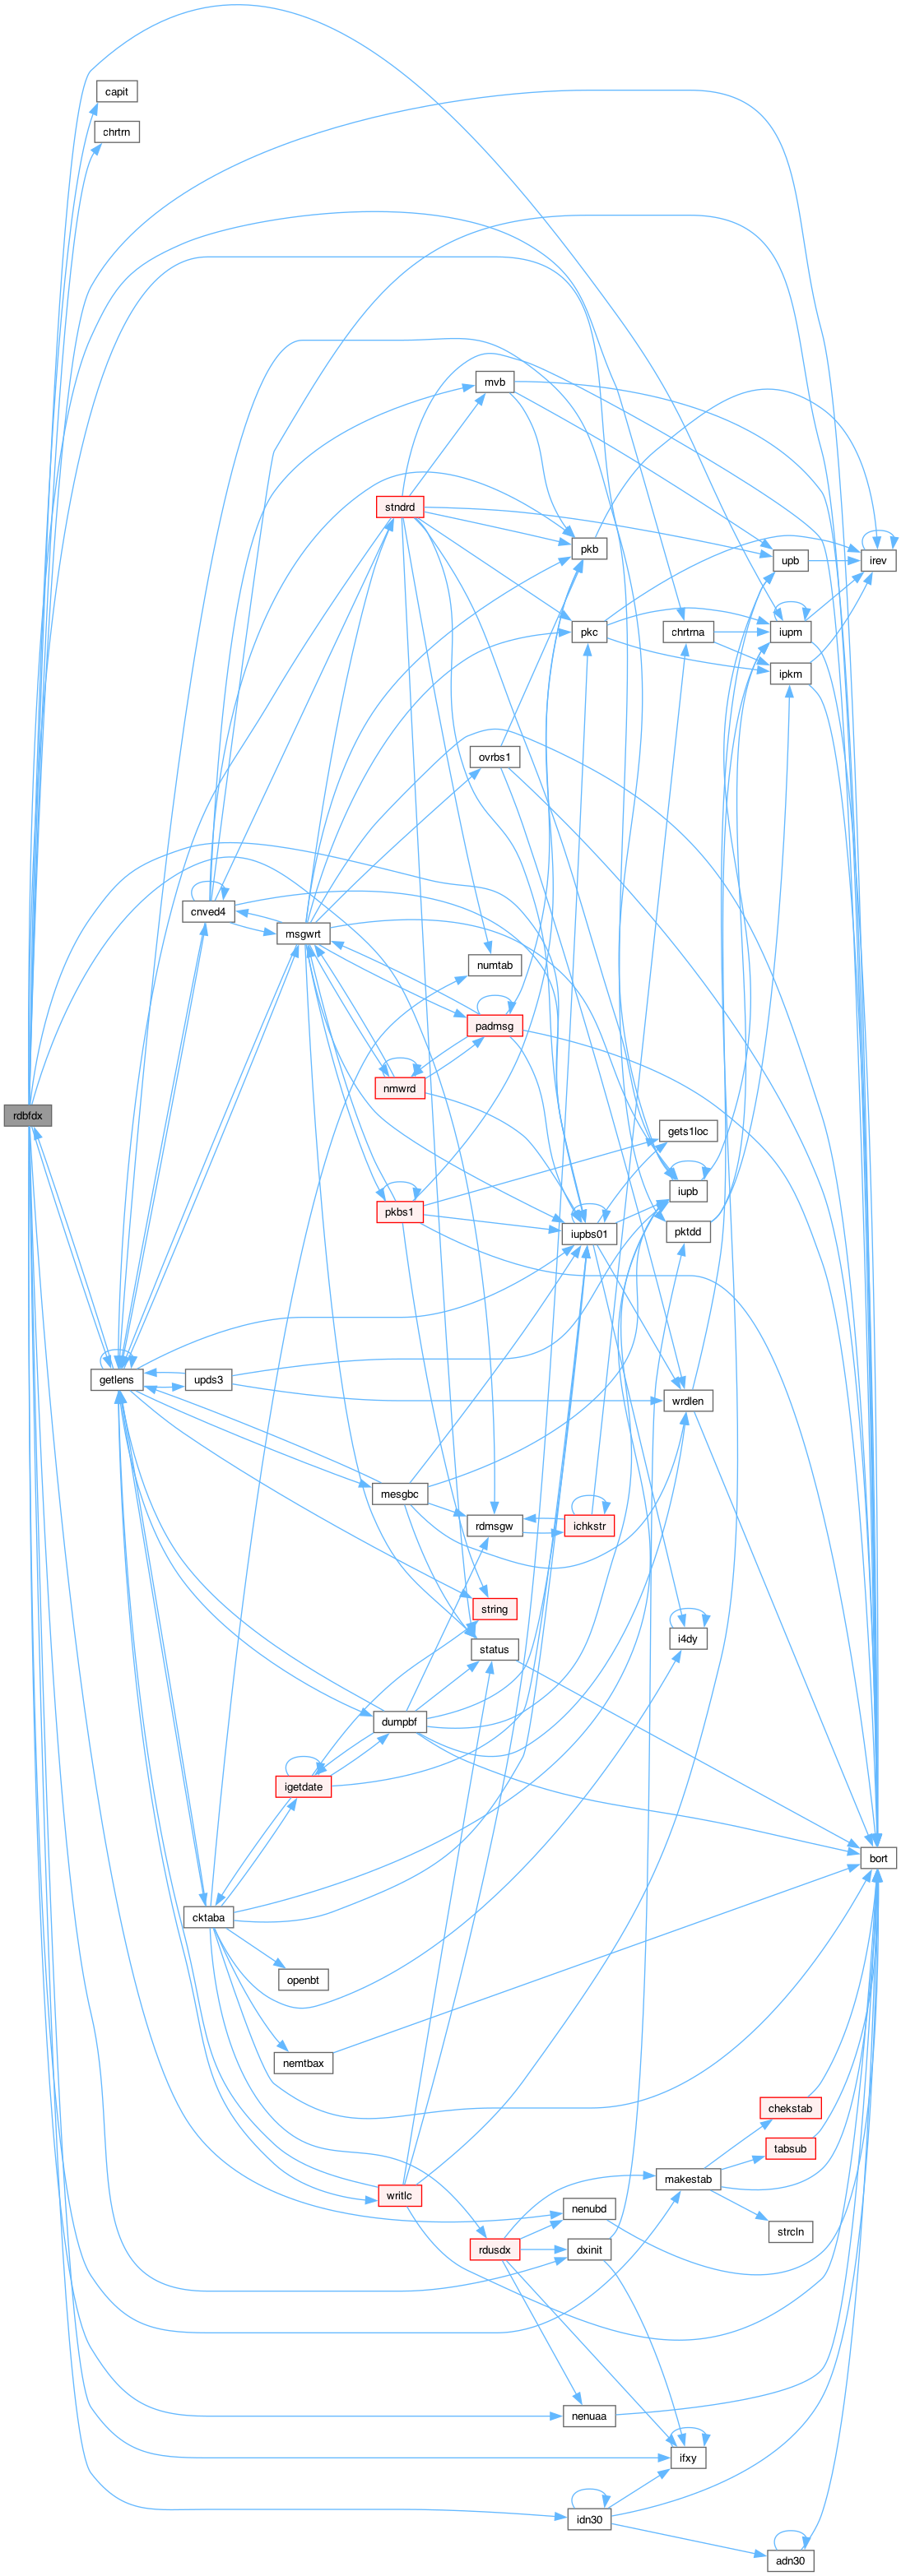 capit
chrtrn
mvb
stndrd
pkb
upb
irev
pkc
chrtrna
iupm
ipkm
ovrbs1
cnved4
msgwrt
numtab
padmsg
nmwrd
rdbfdx
gets1loc
iupb
pkbs1
iupbs01
pktdd
getlens
upds3
wrdlen
mesgbc
rdmsgw
ichkstr
string
i4dy
status
dumpbf
igetdate
bort
cktaba
openbt
nemtbax
chekstab
tabsub
makestab
writlc
nenubd
strcln
rdusdx
dxinit
nenuaa
ifxy
idn30
adn30